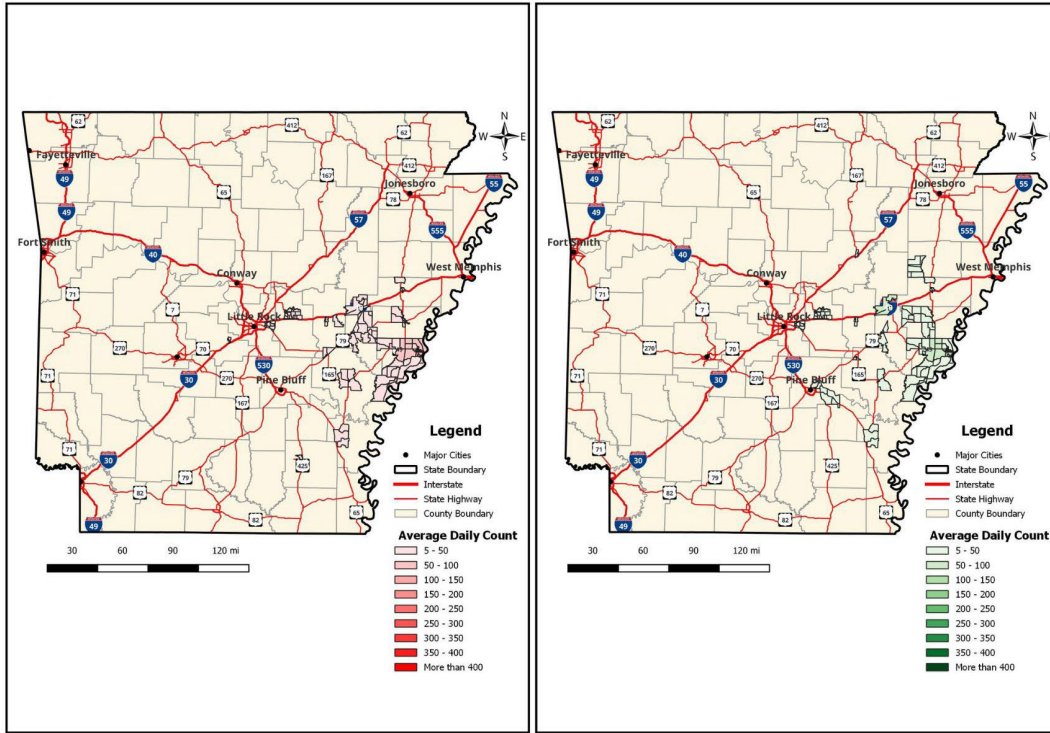 N
W E
S
62
412
62
Fayetteville
412
167
Jonesboro
49
65
78
55
49
57
555
Fort Smith
40
West Memphis
Conway
71
7
Little Rock
79
270
70
530
165
71
30
270
Pine Bluff
167
Legend
71
30
425
Major Cities
79
State Boundary
82
Interstate
State Highway
82
65
49
County Boundary
30 60 90 120 mi
Average Daily Count
5 - 50
50 - 100
100 - 150
150 - 200
200 - 250
250 - 300
300 - 350
350 - 400
More than 400
N
W E
S
62
412
62
Fayetteville
412
167
Jonesboro
49
65
78
55
49
57
555
Fort Smith
40
West Memphis
Conway
71
7
Little Rock
79
270
70
530
165
71
30
270
Pine Bluff
167
Legend
71
30
425
Major Cities
79
State Boundary
82
Interstate
State Highway
82
65
49
County Boundary
30 60 90 120 mi
Average Daily Count
5 - 50
50 - 100
100 - 150
150 - 200
200 - 250
250 - 300
300 - 350
350 - 400
More than 400